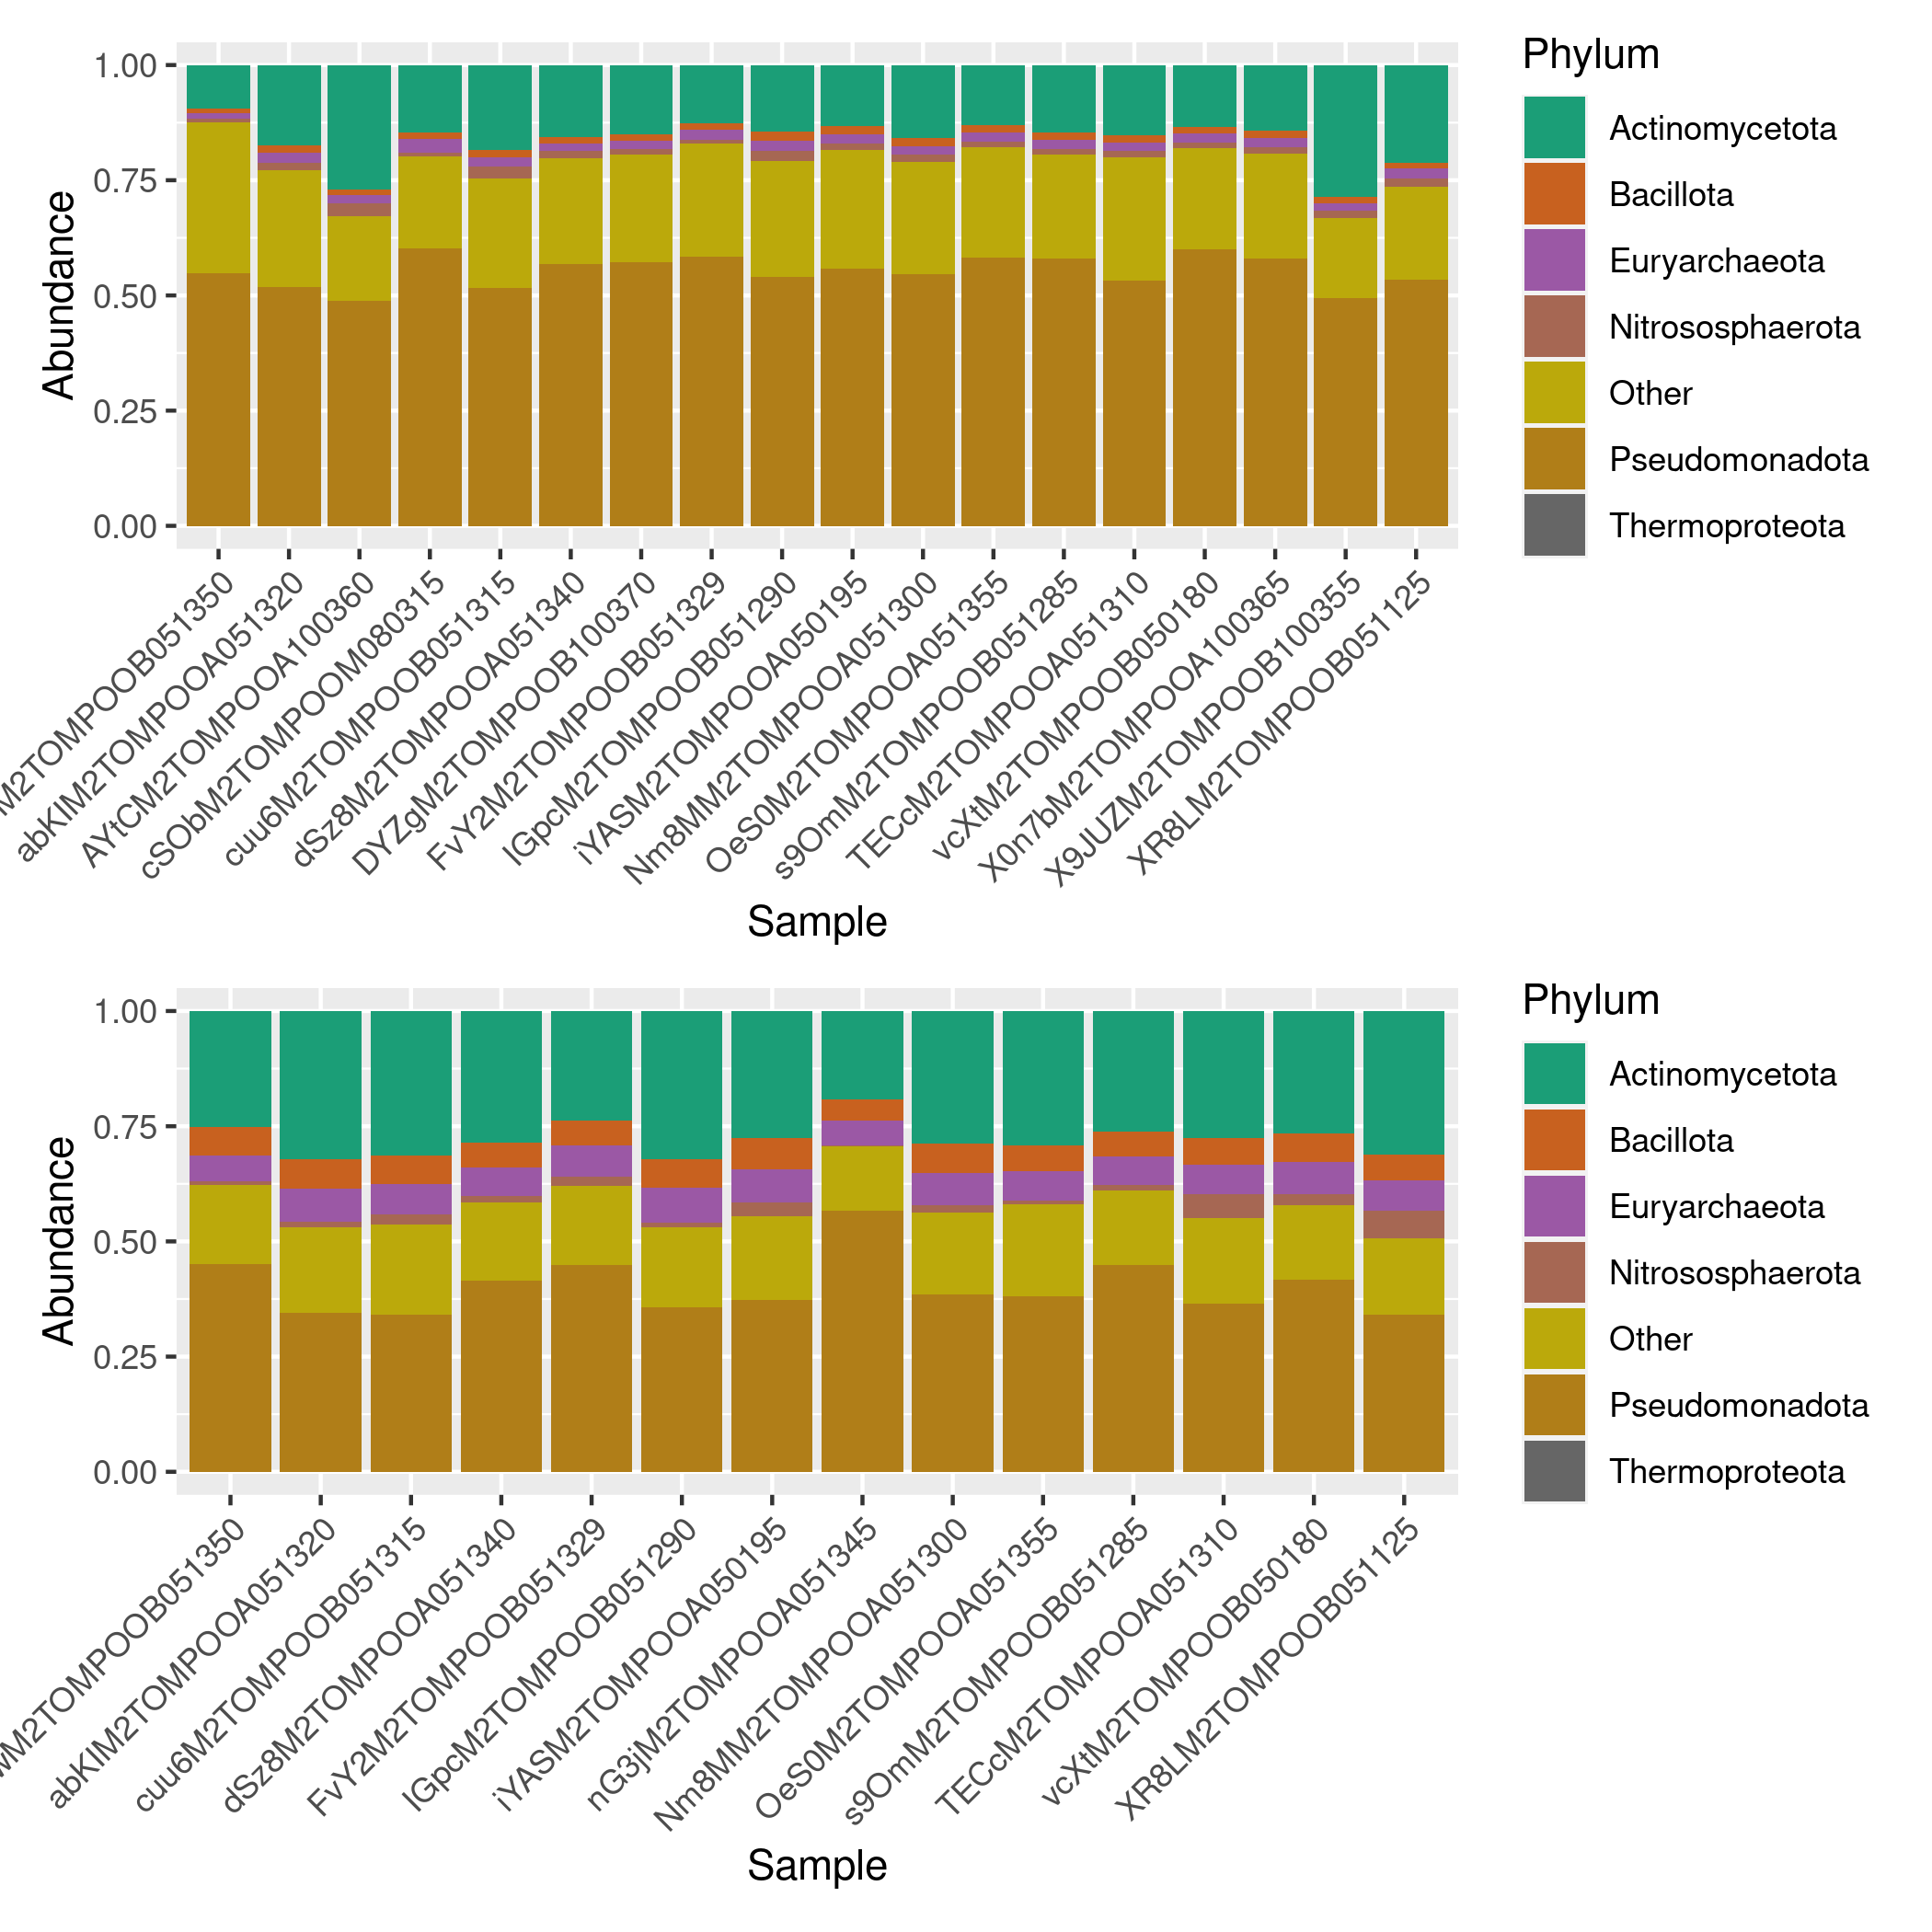 Phylum
Actinomycetota
Bacillota
Euryarchaeota
Nitrososphaerota
Other
Pseudomonadota
Thermoproteota
Abundance
1.00
0.75
0.50
0.25
0.00
M2TOMPOOB051350
abKIM2TOMPOOA051320
AYtCM2TOMPOOA100360
cSObM2TOMPOOM080315
cuu6M2TOMPOOB051315
dSz8M2TOMPOOA051340
DYZgM2TOMPOOB100370
FvY2M2TOMPOOB051329
IGpcM2TOMPOOB051290
iYASM2TOMPOOA050195
Nm8MM2TOMPOOA051300
OeS0M2TOMPOOA051355
s9OmM2TOMPOOB051285
TECcM2TOMPOOA051310
vcXtM2TOMPOOB050180
X0n7bM2TOMPOOA100365
X9JUZM2TOMPOOB100355
XR8LM2TOMPOOB051125
Sample
Phylum
Actinomycetota
Bacillota
Euryarchaeota
Nitrososphaerota
Other
Pseudomonadota
Thermoproteota
Abundance
1.00
0.75
0.50
0.25
0.00
M2TOMPOOB051350
abKIM2TOMPOOA051320
cuu6M2TOMPOOB051315
dSz8M2TOMPOOA051340
FvY2M2TOMPOOB051329
IGpcM2TOMPOOB051290
iYASM2TOMPOOA050195
nG3jM2TOMPOOA051345
Nm8MM2TOMPOOA051300
OeS0M2TOMPOOA051355
s9OmM2TOMPOOB051285
TECcM2TOMPOOA051310
vcXtM2TOMPOOB050180
XR8LM2TOMPOOB051125
Sample